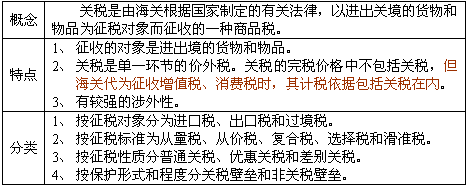 概念
关税是由海关根据国家制定的有关法律，以进出关境的货物和
物品为征税对象而征收的一种商品税。
特点
1、 征收的对象是进出境的货物和物品。
2、 关税是单一环节的价外税。关税的完税价格中不包括关税，但
海关代为征收增值税、消费税时，其计税依据包括关税在内。
3、 有较强的涉外性。
分类
1、 按征税对象分为进口税、出口税和过境税。
2、 按征税标准为从量税、从价税、复合税、选择税和滑准税。
3、 按征税性质分普通关税、优惠关税和差别关税。
4、 按保护形式和程度分关税壁垒和非关税壁垒。